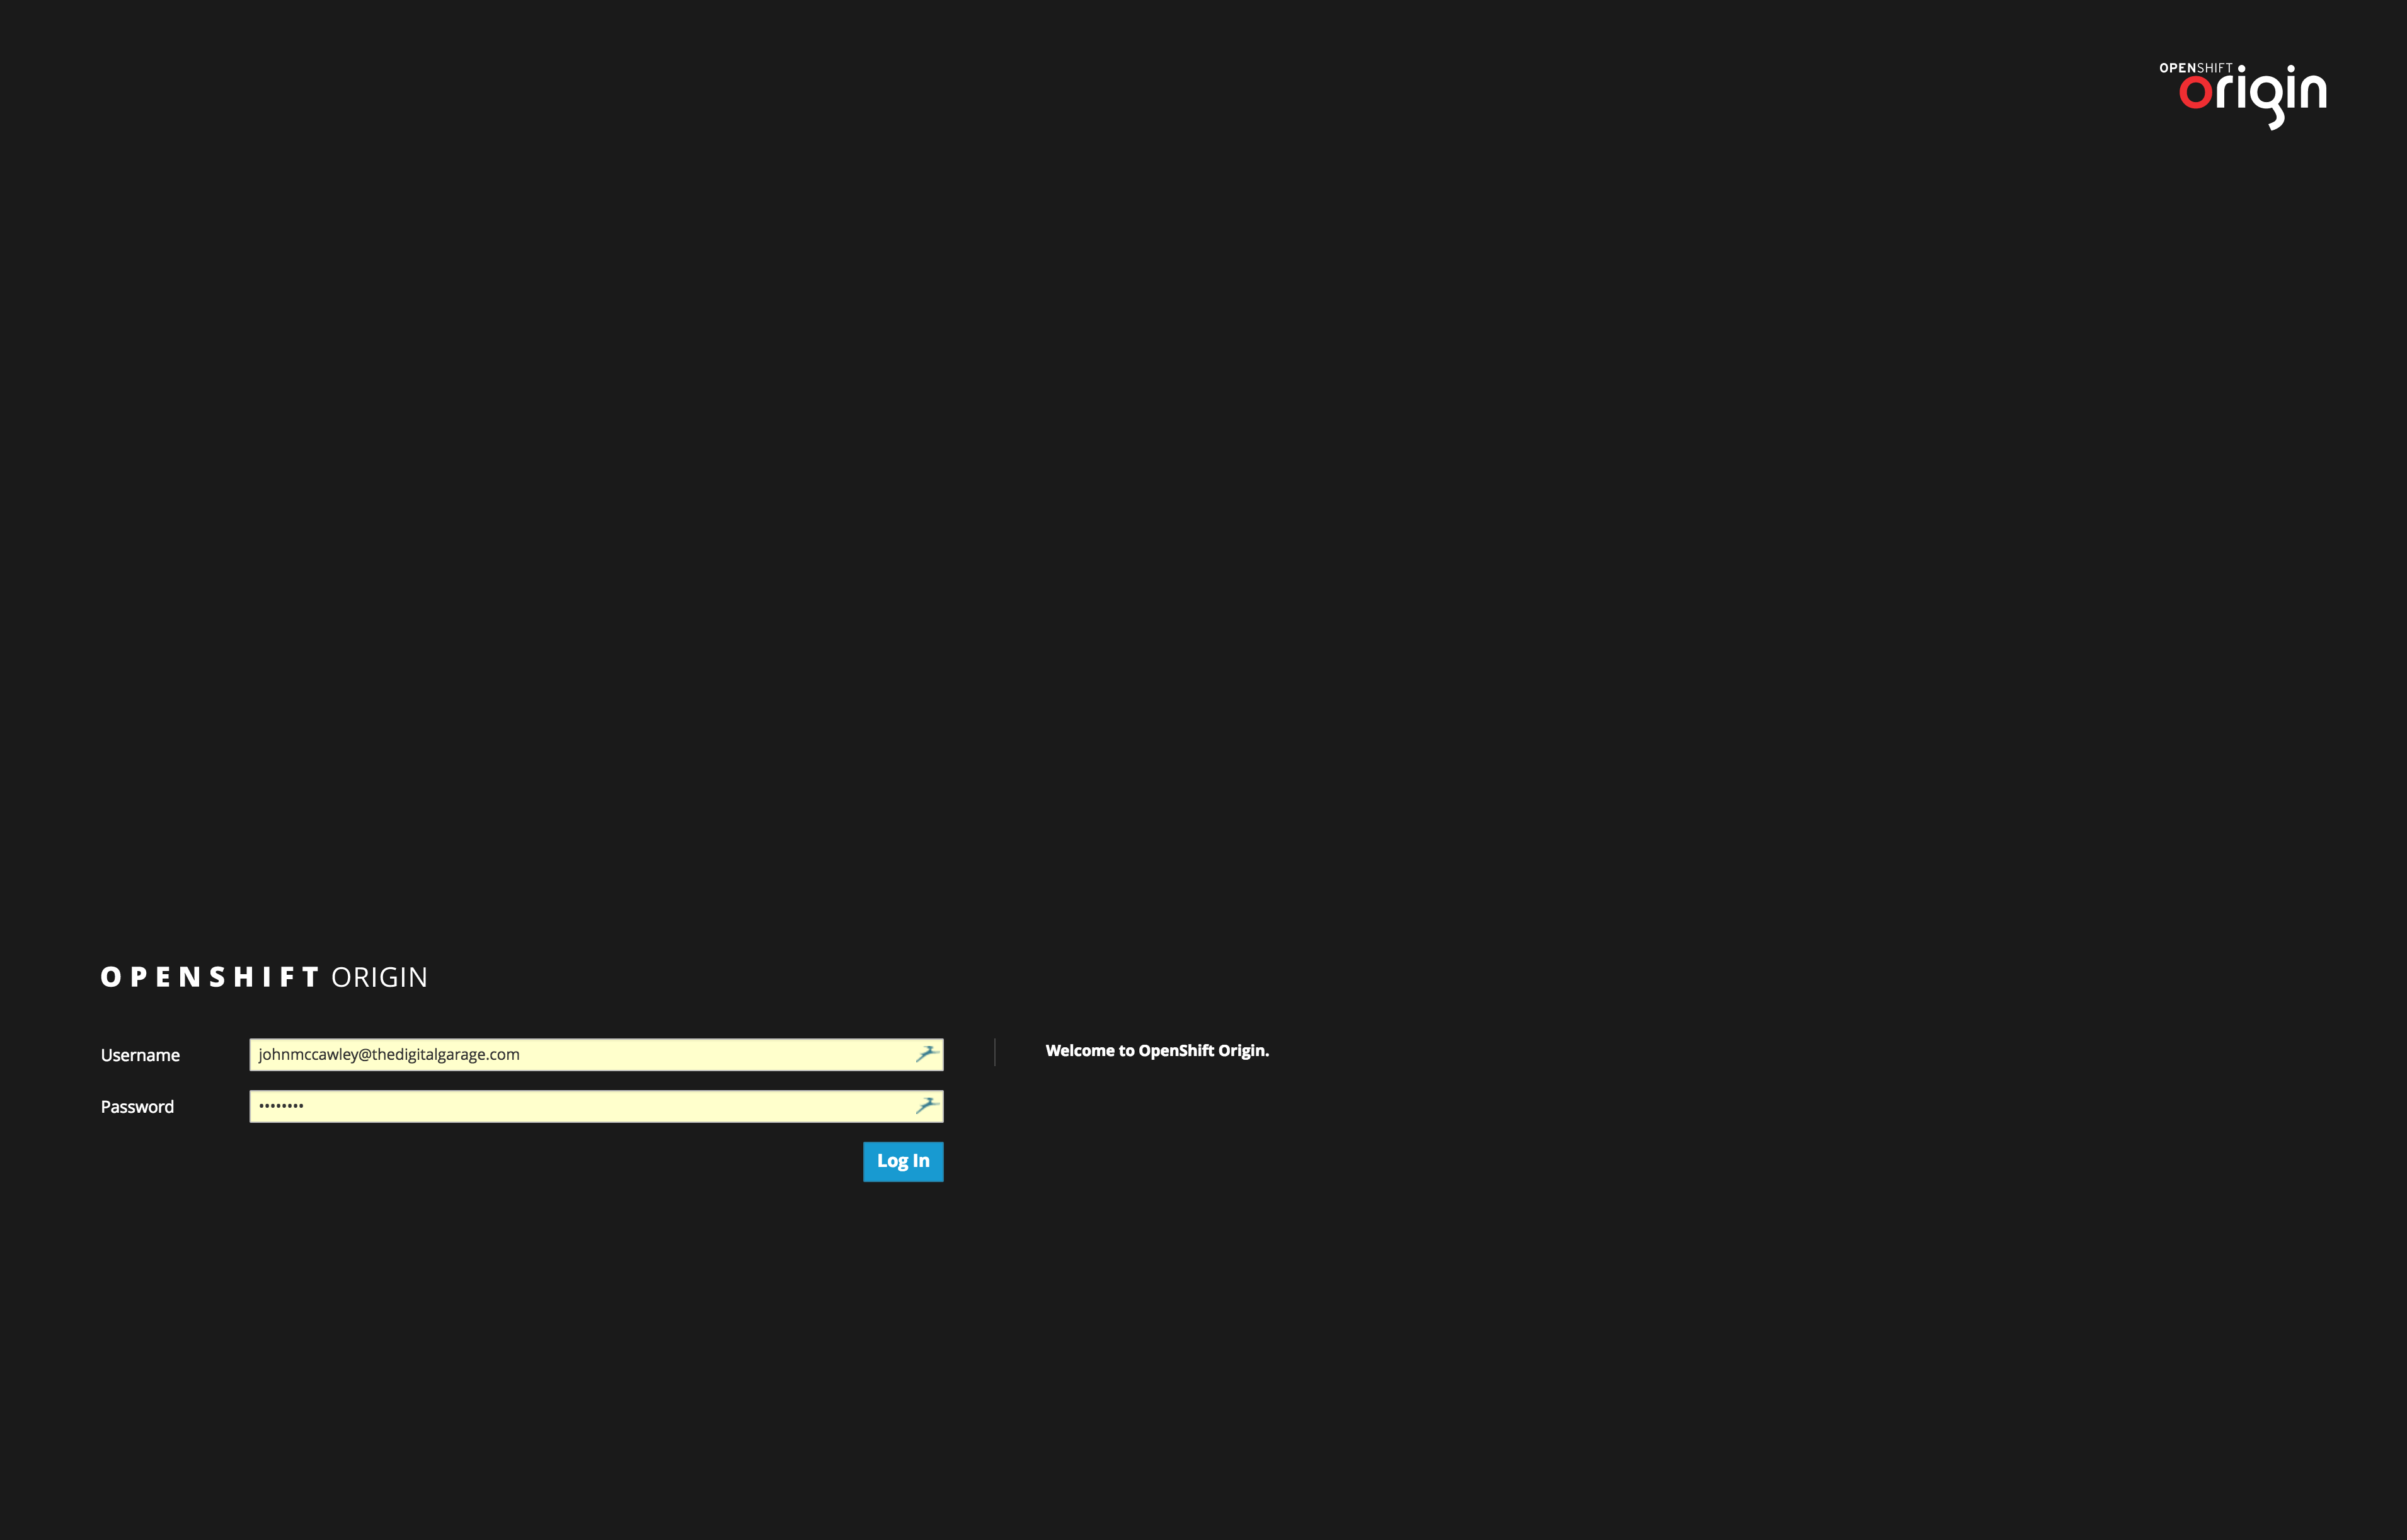 OPENSHIFT
origin
OPENSHIFT ORIGIN
Username
johnmccawley@thedigitalgarage.com
Welcome to OpenShift Origin.
Password
••••••••
Log In